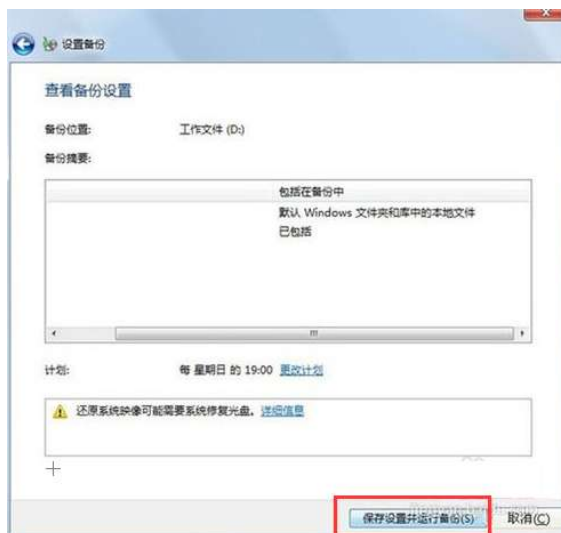 设置备份
查看备份设置
备份位置: 工作文件 (D:)
备份摘要:
包括在备份中
默认 Windows 文件夹和库中的本地文件
已包括
计划: 每 星期日 的 19:00 更改计划
还原系统映像可能需要系统修复光盘。详细信息
保存设置并运行备份(S) 取消(C)